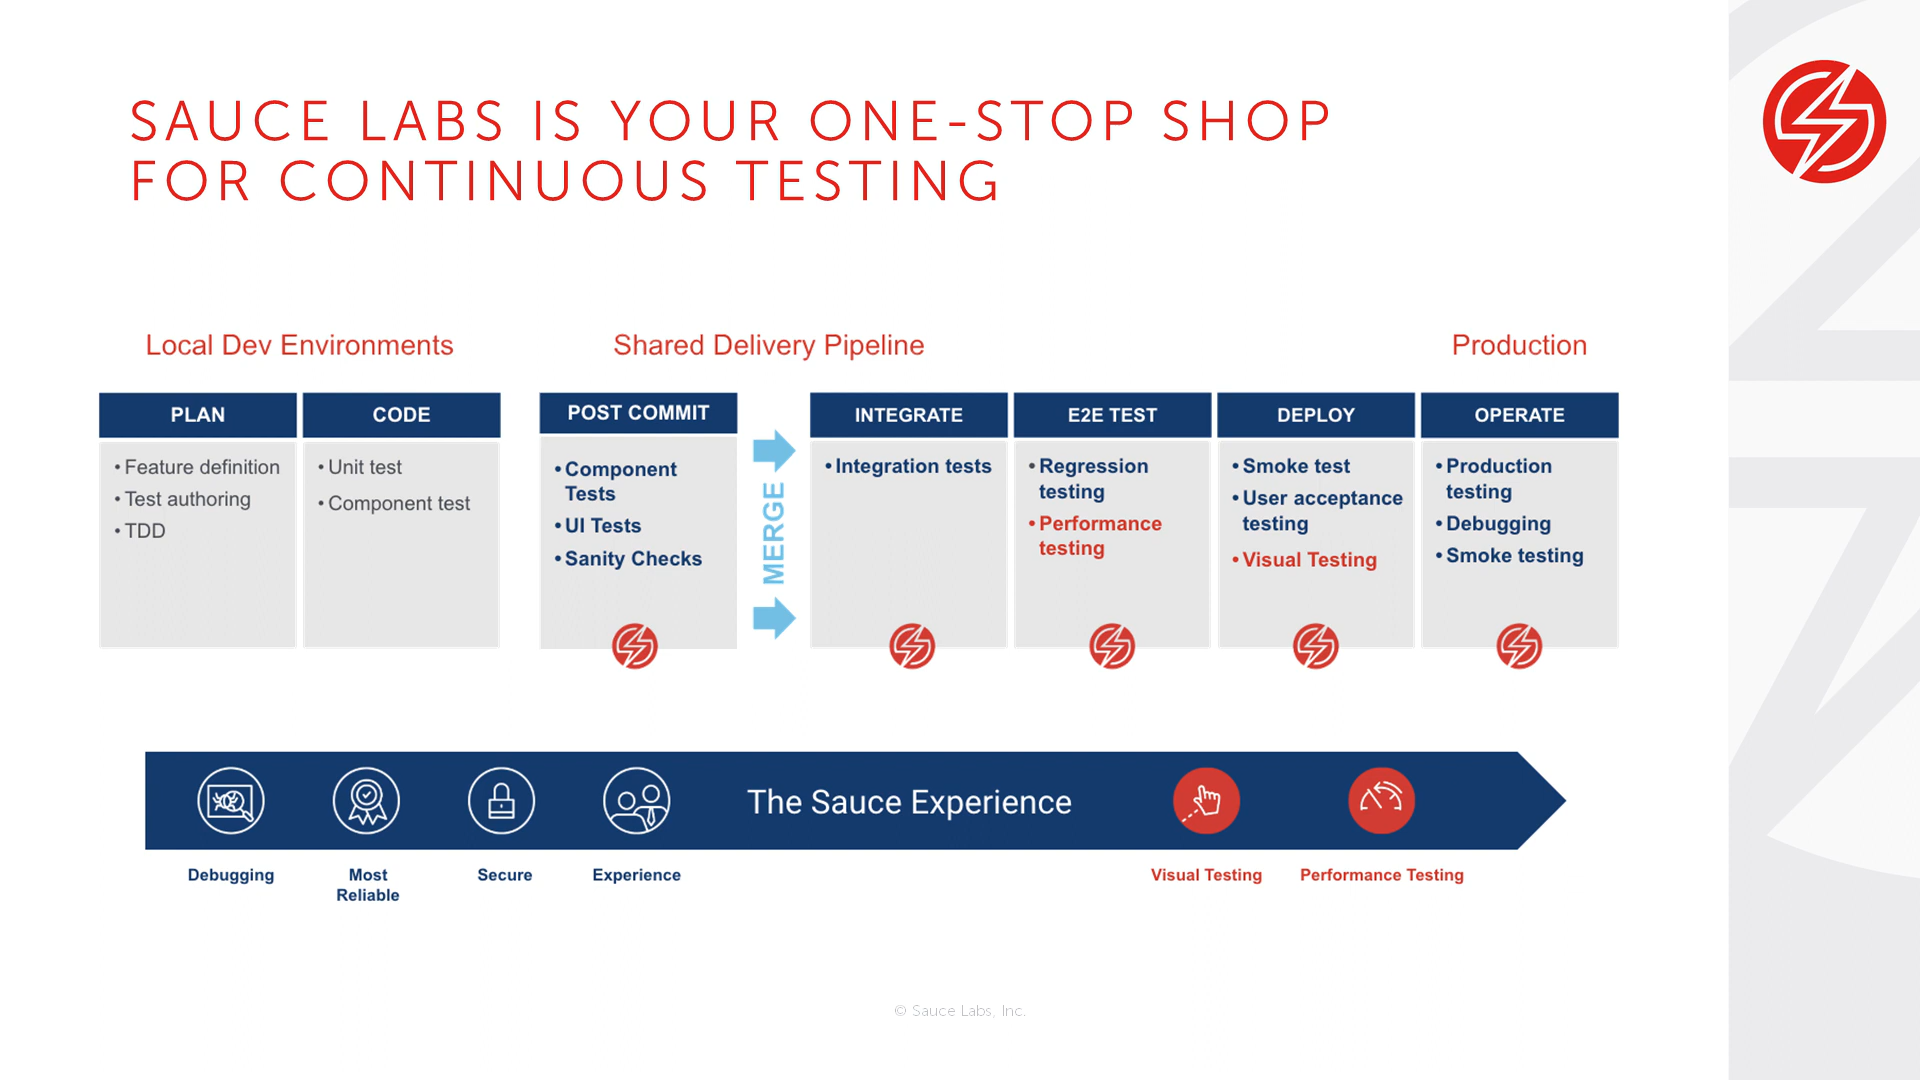 SAUCE LABS IS YOUR ONE-STOP SHOP
FOR CONTINUOUS TESTING
Local Dev Environments
Shared Delivery Pipeline
Production
PLAN
• Feature definition
• Test authoring
• TDD
CODE
• Unit test
• Component test
POST COMMIT
• Component
Tests
• UI Tests
• Sanity Checks
MERGE
INTEGRATE
• Integration tests
E2E TEST
• Regression
testing
• Performance
testing
DEPLOY
• Smoke test
• User acceptance
testing
• Visual Testing
OPERATE
• Production
testing
• Debugging
• Smoke testing
The Sauce Experience
Debugging
Most
Reliable
Secure
Experience
Visual Testing
Performance Testing
© Sauce Labs, Inc.